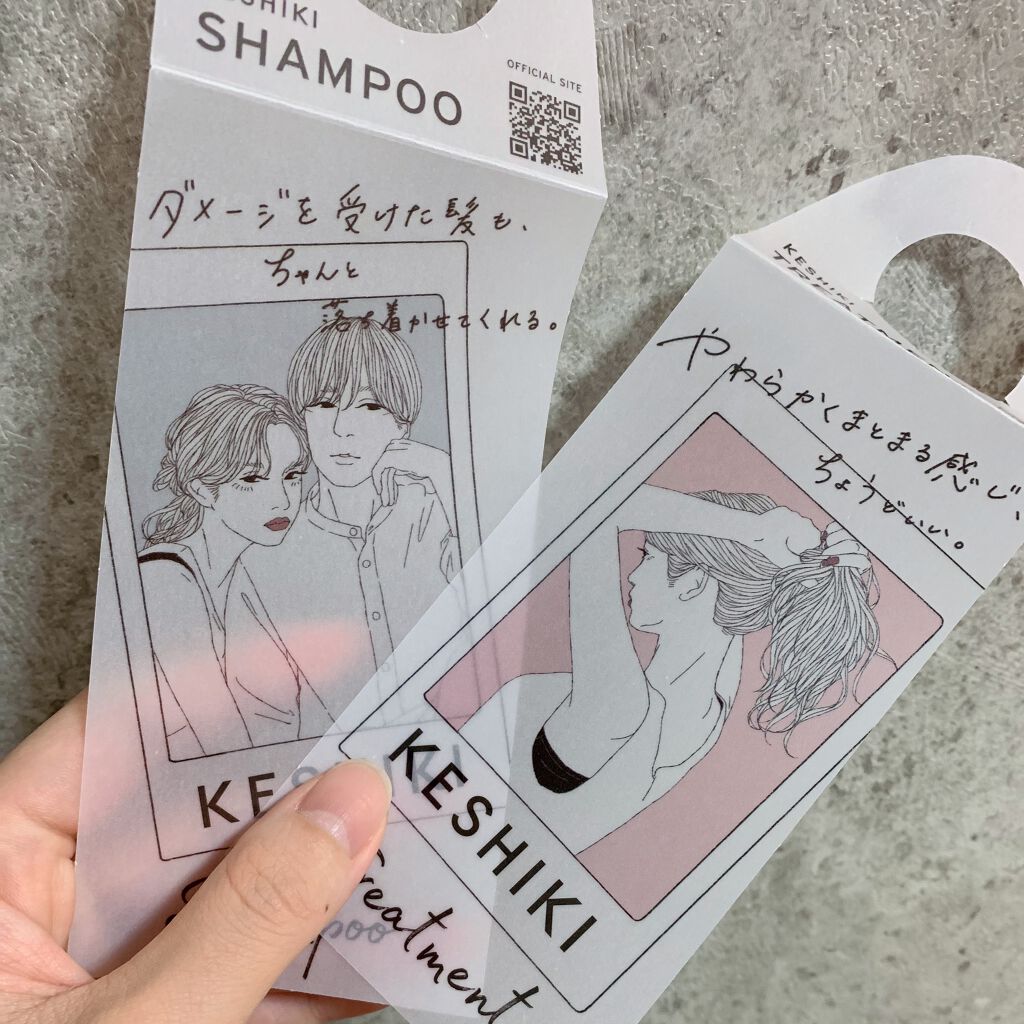 KESHIKI
SHAMPOO
OFFICIAL SITE
ダメージを受けた髪も、
ちゃんと
落ち着かせてくれる。
KESHIKI
KESHIKI
やわらかくまとまる感じ、
ちょうどいい。
KESHIKI
Treatment